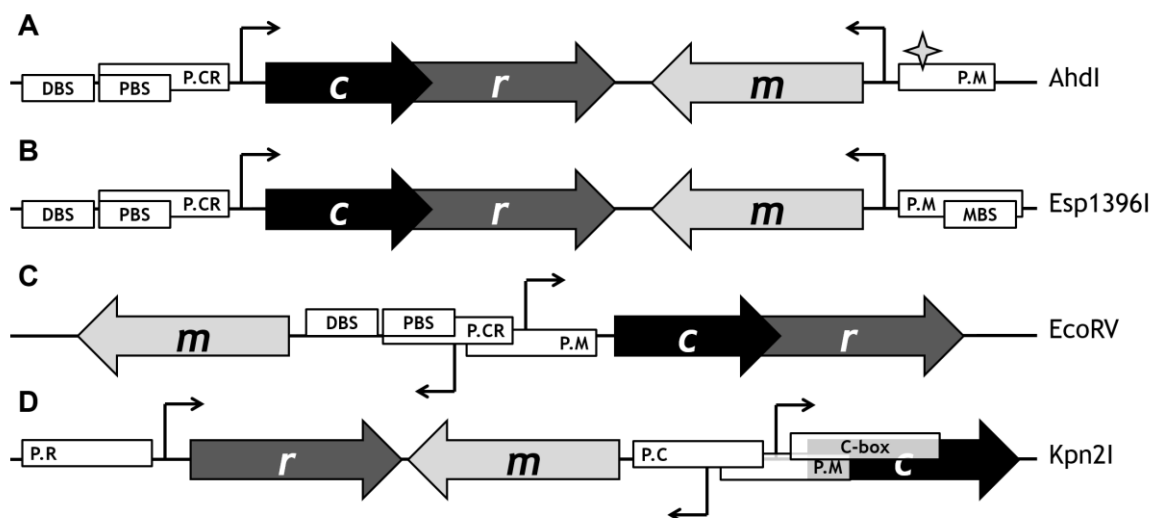 A
DBS PBS P.CR c r m P.M AhdI
B
DBS PBS P.CR c r m P.M MBS Esp1396I
C
m DBS PBS P.CR P.M c r EcoRV
D
P.R r m P.C P.M C-box c Kpn2I